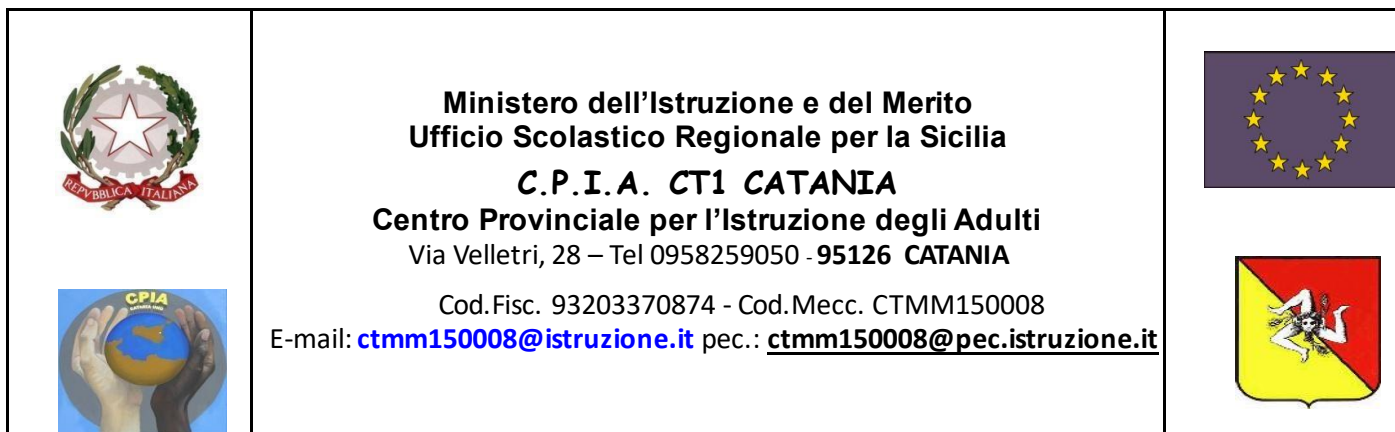 REPVBBLICA ITALIANA
Ministero dell’Istruzione e del Merito
Ufficio Scolastico Regionale per la Sicilia
C.P.I.A. CT1 CATANIA
Centro Provinciale per l’Istruzione degli Adulti
Via Velletri, 28 – Tel 0958259050 - 95126 CATANIA
Cod.Fisc. 93203370874 - Cod.Mecc. CTMM150008
E-mail: ctmm150008@istruzione.it pec.: ctmm150008@pec.istruzione.it
CPIA